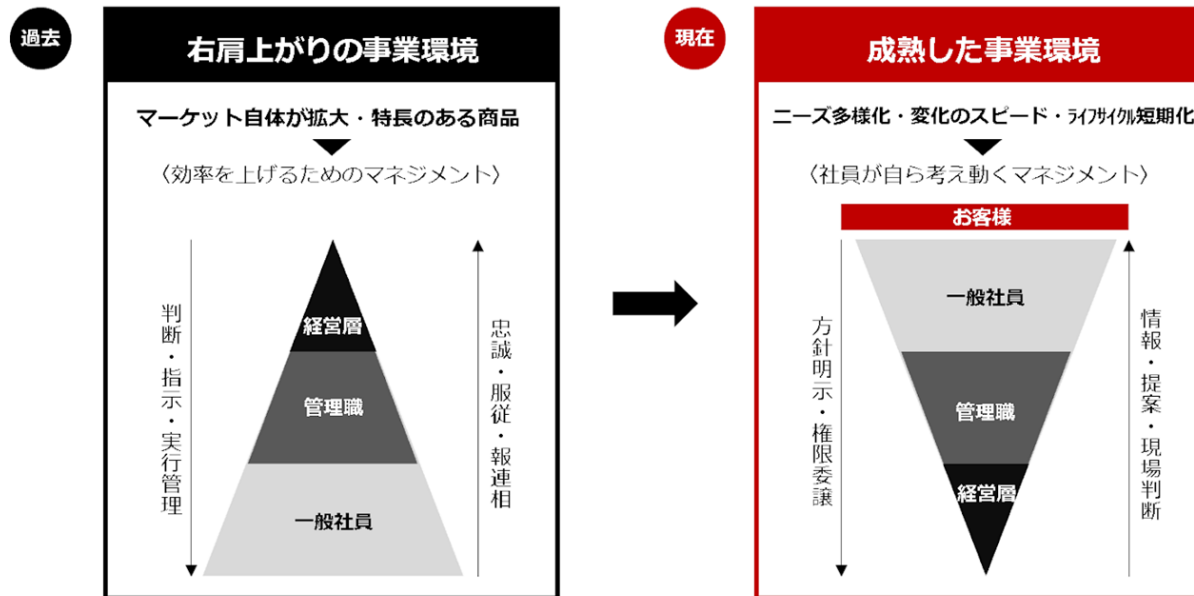 過去
右肩上がりの事業環境
マーケット自体が拡大・特長のある商品
〈効率を上げるためのマネジメント〉
判断・指示・実行管理
経営層
管理職
一般社員
忠誠・服従・報連相
現在
成熟した事業環境
ニーズ多様化・変化のスピード・ﾗｲﾌｻｲｸﾙ短期化
〈社員が自ら考え動くマネジメント〉
お客様
方針明示・権限委譲
一般社員
管理職
経営層
情報・提案・現場判断